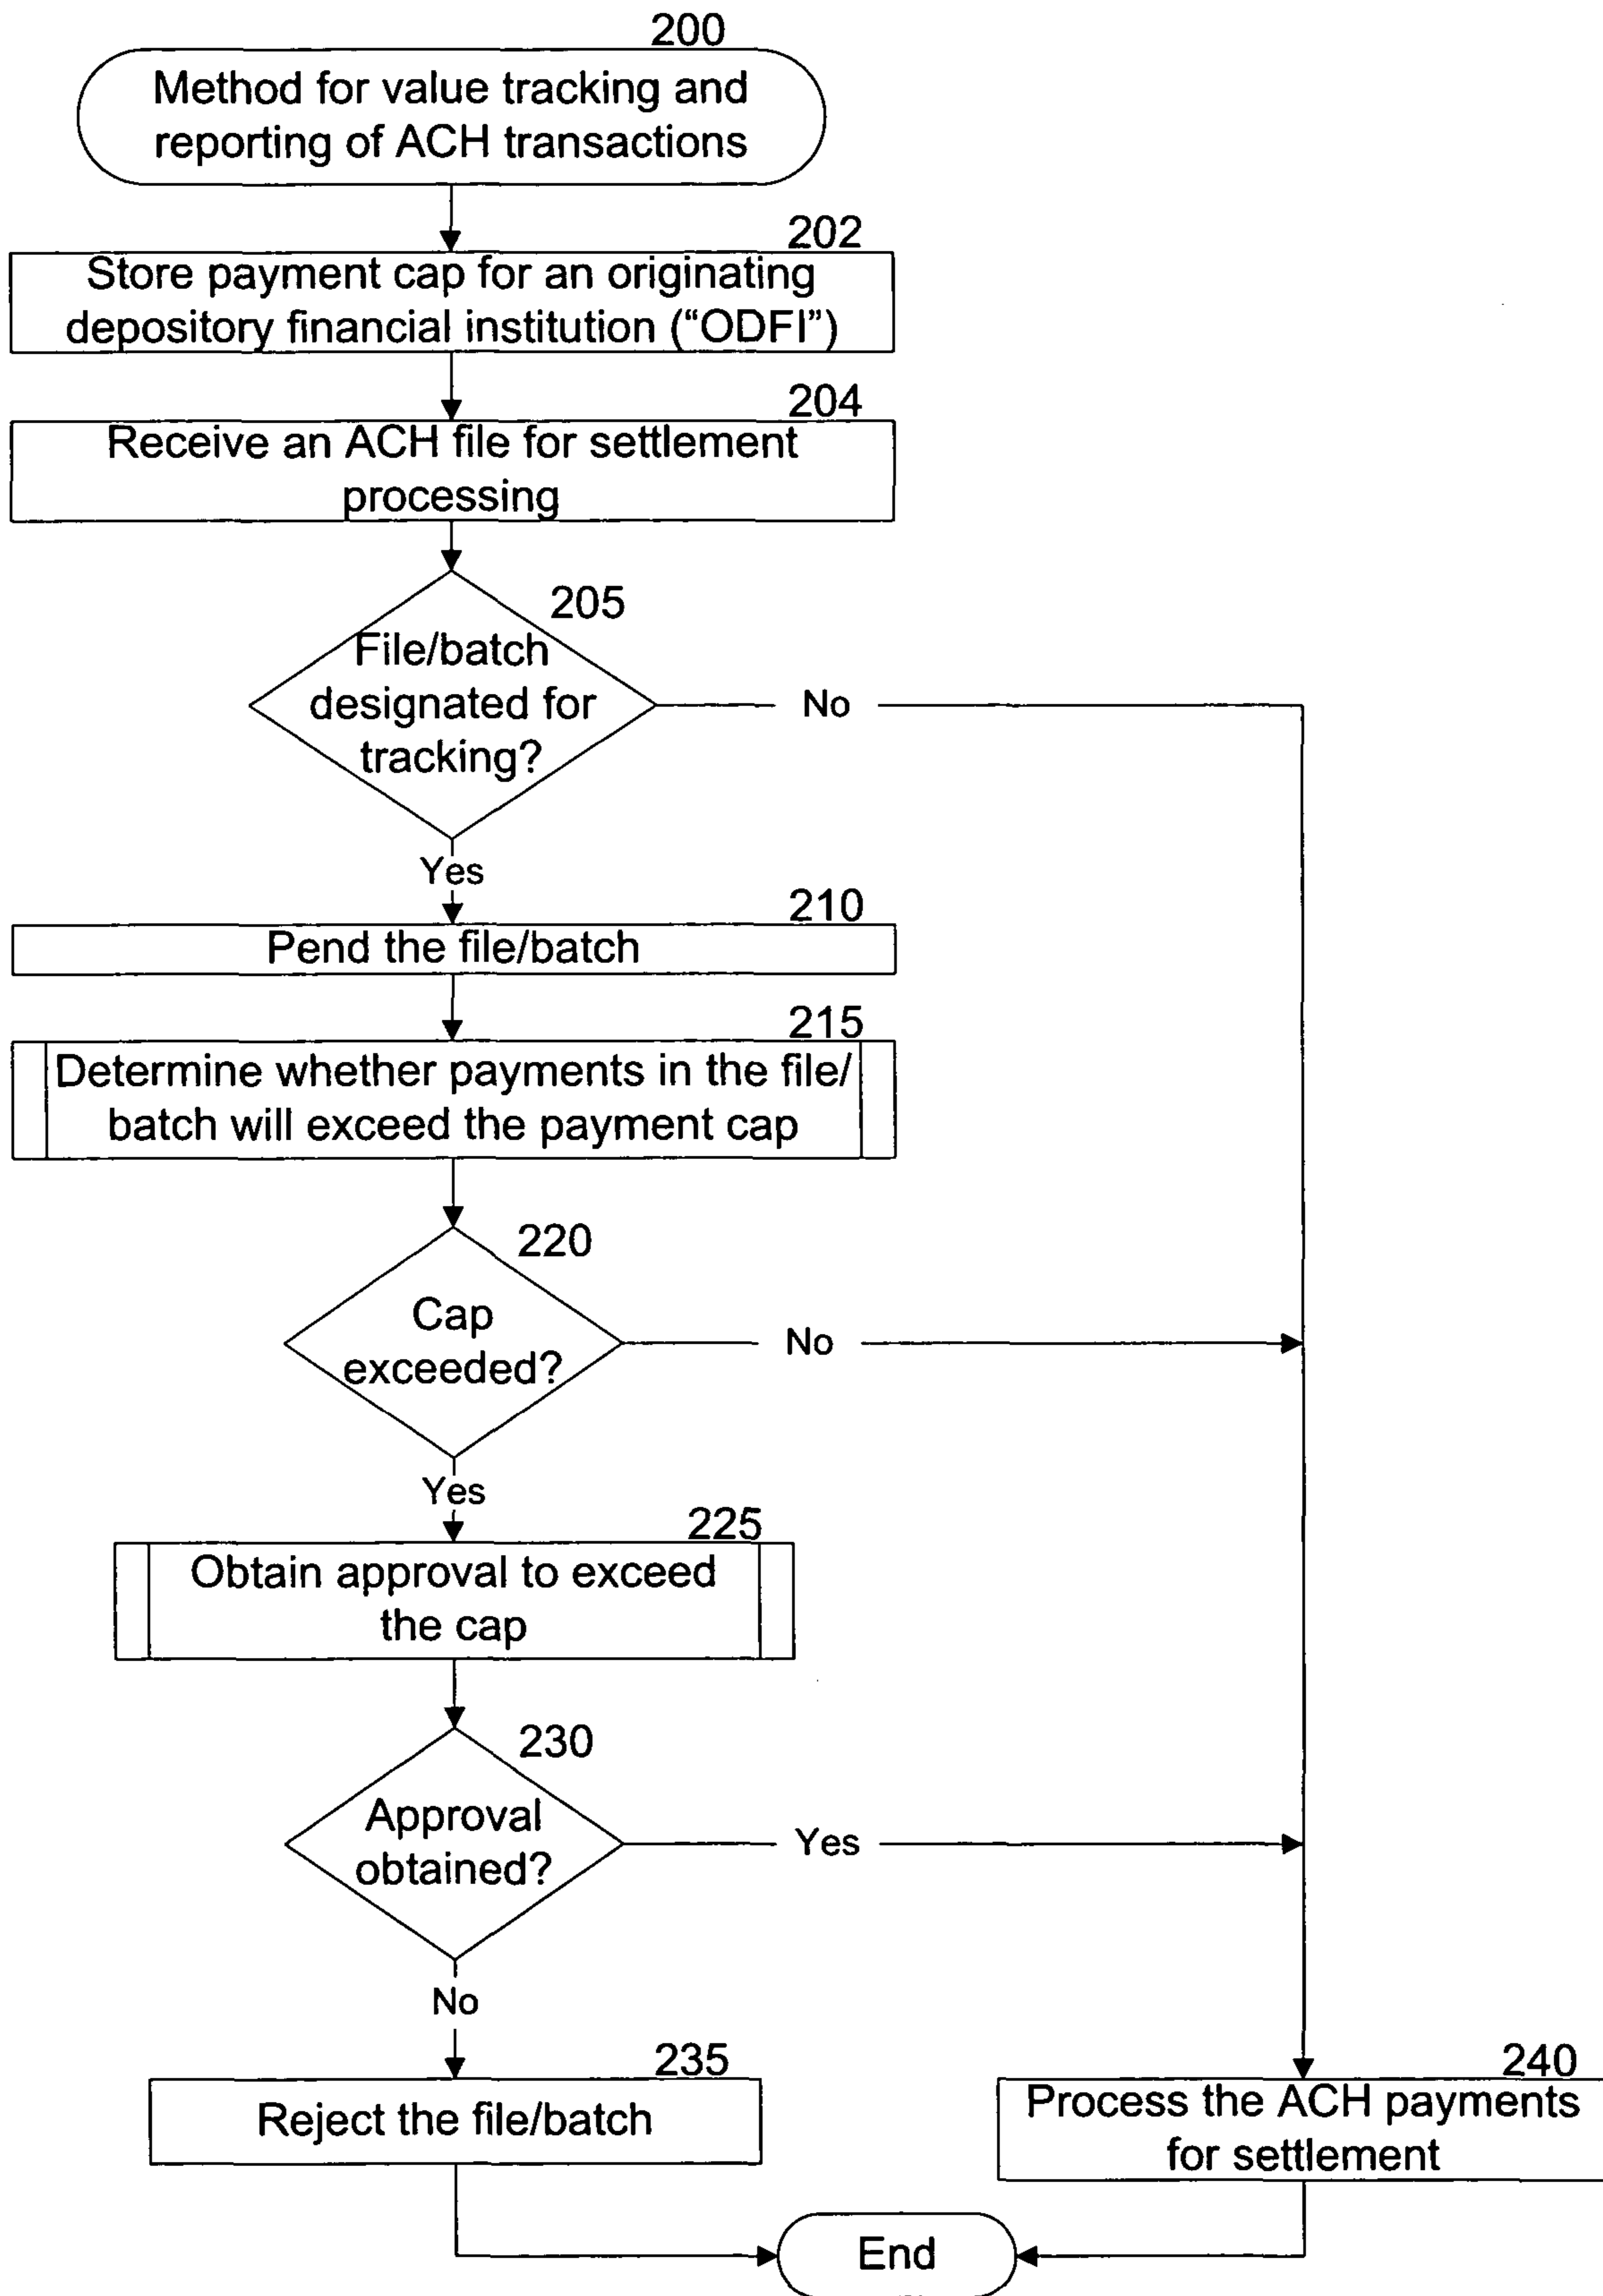 200
Method for value tracking and
reporting of ACH transactions
202
Store payment cap for an originating
depository financial institution (“ODFI”)
204
Receive an ACH file for settlement
processing
205
File/batch
designated for
tracking?
No
Yes
210
Pend the file/batch
215
Determine whether payments in the file/
batch will exceed the payment cap
220
Cap
exceeded?
No
Yes
225
Obtain approval to exceed
the cap
230
Approval
obtained?
Yes
No
235
Reject the file/batch
240
Process the ACH payments
for settlement
End